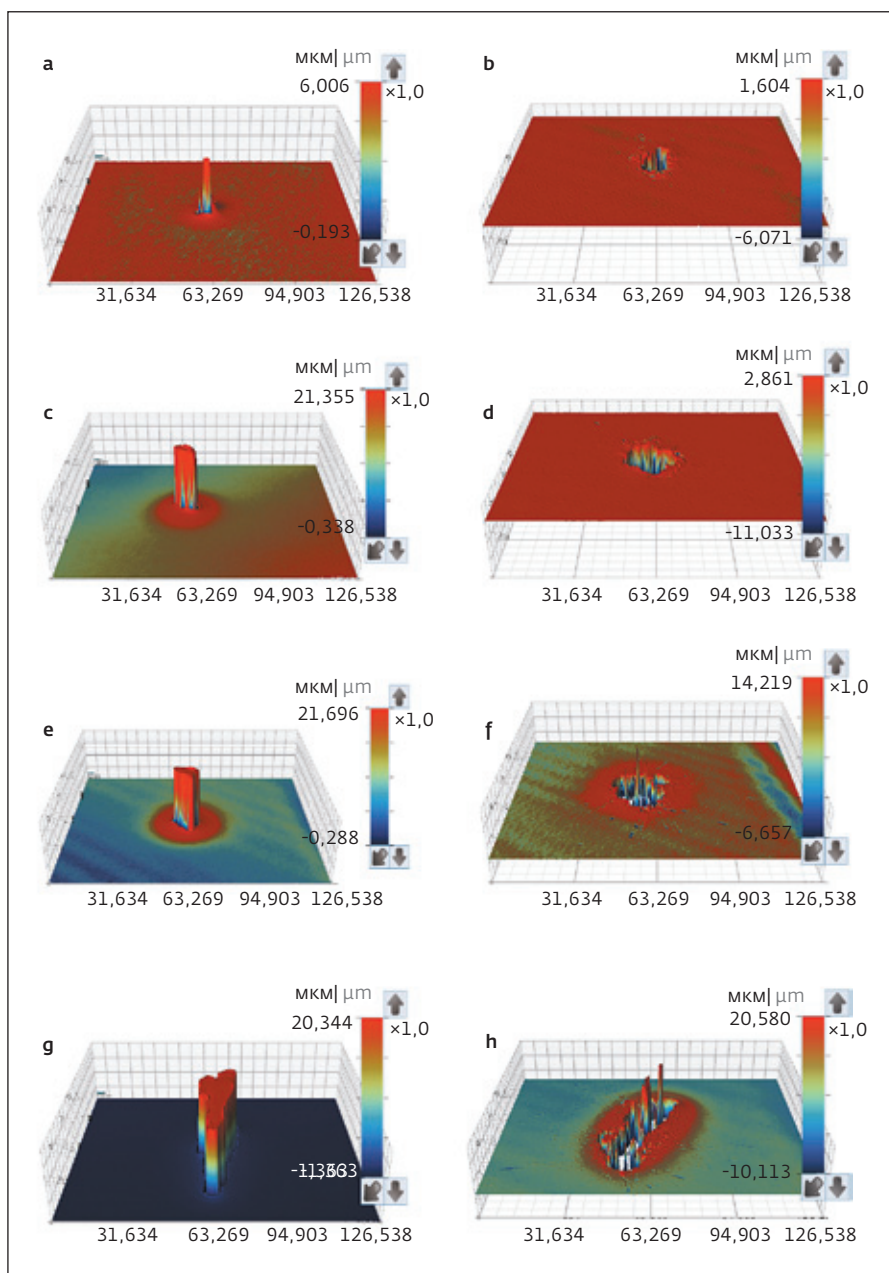 a
мкм| µm
6,006
×1,0
-0,193
31,634 63,269 94,903 126,538
b
мкм| µm
1,604
×1,0
-6,071
31,634 63,269 94,903 126,538
c
мкм| µm
21,355
×1,0
-0,338
31,634 63,269 94,903 126,538
d
мкм| µm
2,861
×1,0
-11,033
31,634 63,269 94,903 126,538
e
мкм| µm
21,696
×1,0
-0,288
31,634 63,269 94,903 126,538
f
мкм| µm
14,219
×1,0
-6,657
31,634 63,269 94,903 126,538
g
мкм| µm
20,344
×1,0
31,634 63,269 94,903 126,538
h
мкм| µm
20,580
×1,0
-10,113
31,634 63,269 94,903 126,538